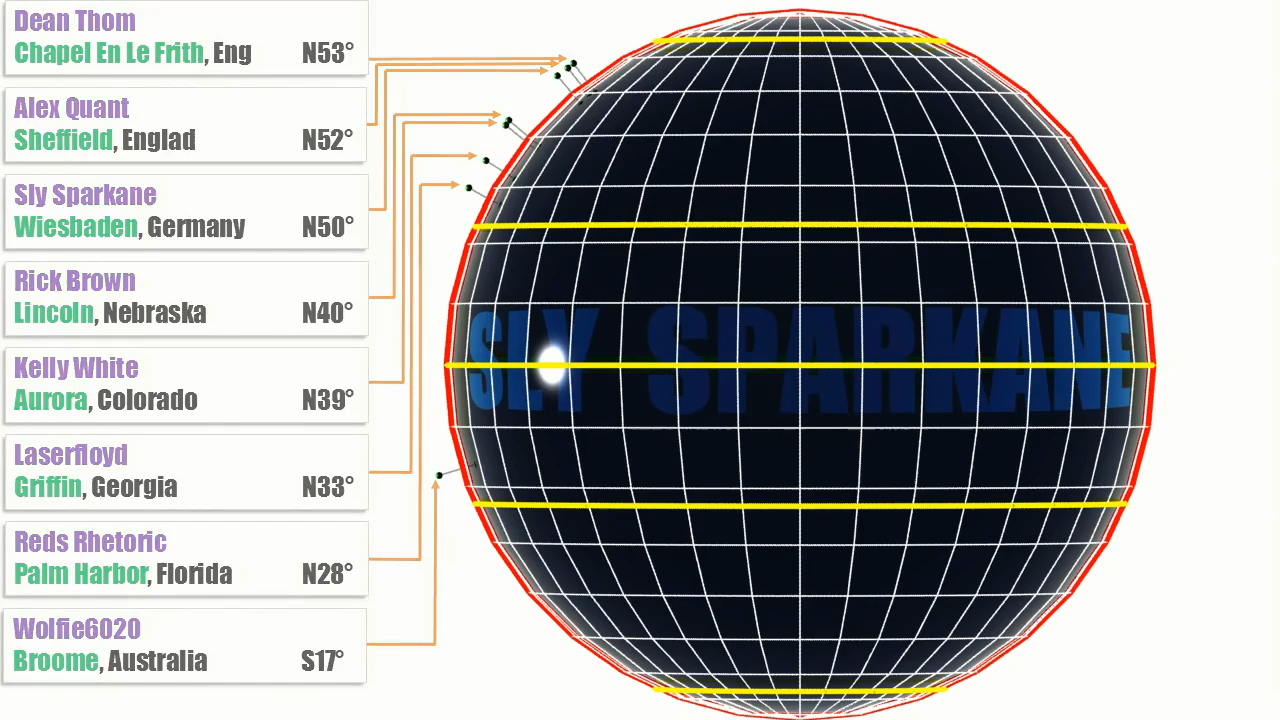 Dean Thom
Chapel En Le Frith, Eng N53°
Alex Quant
Sheffield, Englad N52°
Sly Sparkane
Wiesbaden, Germany N50°
Rick Brown
Lincoln, Nebraska N40°
Kelly White
Aurora, Colorado N39°
Laserfloyd
Griffin, Georgia N33°
Reds Rhetoric
Palm Harbor, Florida N28°
Wolfie6020
Broome, Australia S17°
SLY SPARKANE